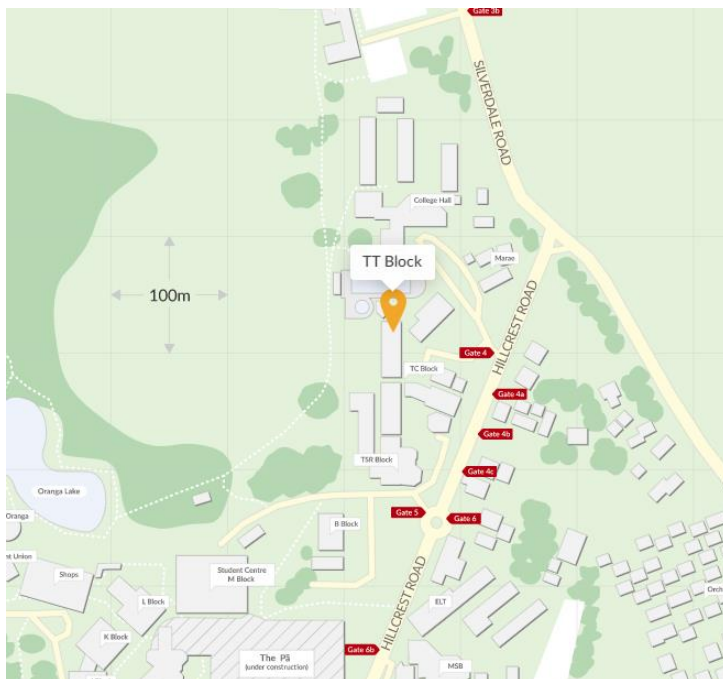 Gate 3b
SILVERDALE ROAD
College Hall
TT Block
Marae
100m
HILLCREST ROAD
Gate 4
TC Block
Gate 4a
Gate 4b
TSR Block
Gate 4c
Oranga Lake
Oranga
Gate 5
Gate 6
B Block
nt Union
Shops
Student Centre
M Block
HILLCREST ROAD
L Block
ELT
K Block
Gate 6b
The Pā
(under construction)
MSB